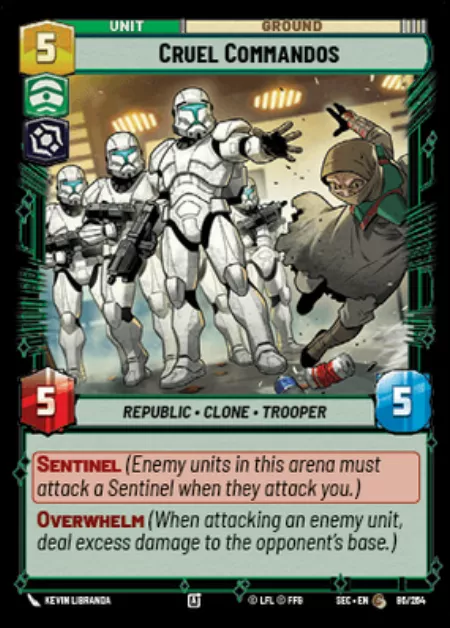 UNIT
GROUND
5
CRUEL COMMANDOS
5
REPUBLIC • CLONE • TROOPER
5
SENTINEL (Enemy units in this arena must
attack a Sentinel when they attack you.)
OVERWHELM (When attacking an enemy unit,
deal excess damage to the opponent's base.)
KEVIN LIBRANDA
A
© LFL © FFG
SEC • EN
86/264